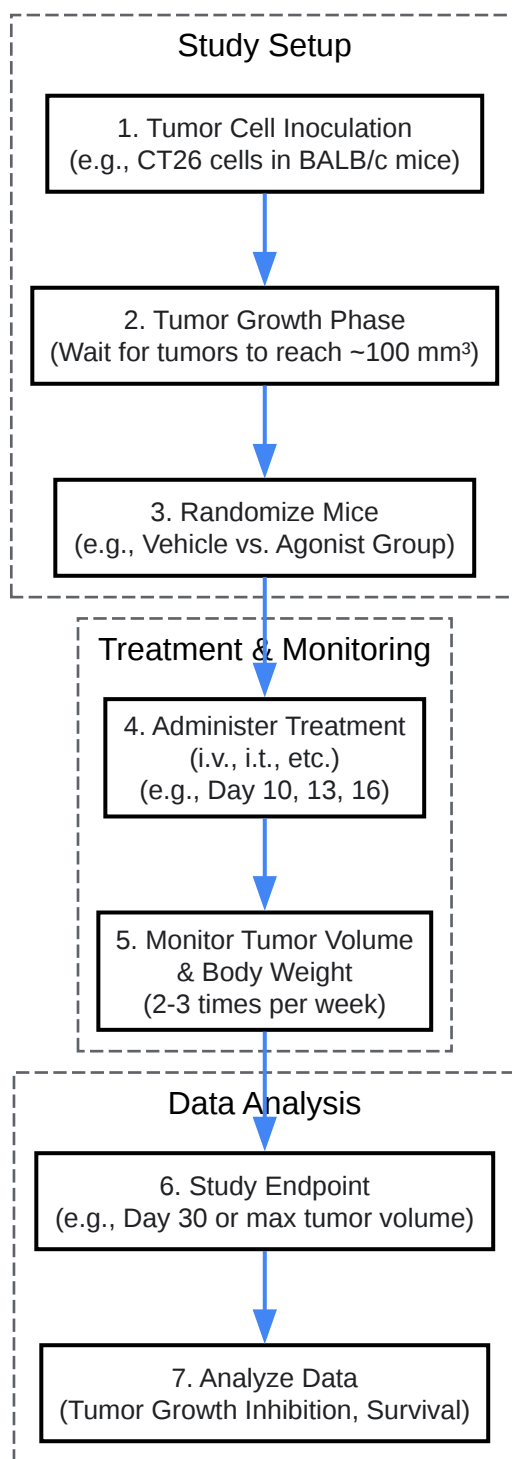 Study Setup
1. Tumor Cell Inoculation
(e.g., CT26 cells in BALB/c mice)
2. Tumor Growth Phase
(Wait for tumors to reach ~100 mm³)
3. Randomize Mice
(e.g., Vehicle vs. Agonist Group)
Treatment & Monitoring
4. Administer Treatment
(i.v., i.t., etc.)
(e.g., Day 10, 13, 16)
5. Monitor Tumor Volume
& Body Weight
(2-3 times per week)
Data Analysis
6. Study Endpoint
(e.g., Day 30 or max tumor volume)
7. Analyze Data
(Tumor Growth Inhibition, Survival)